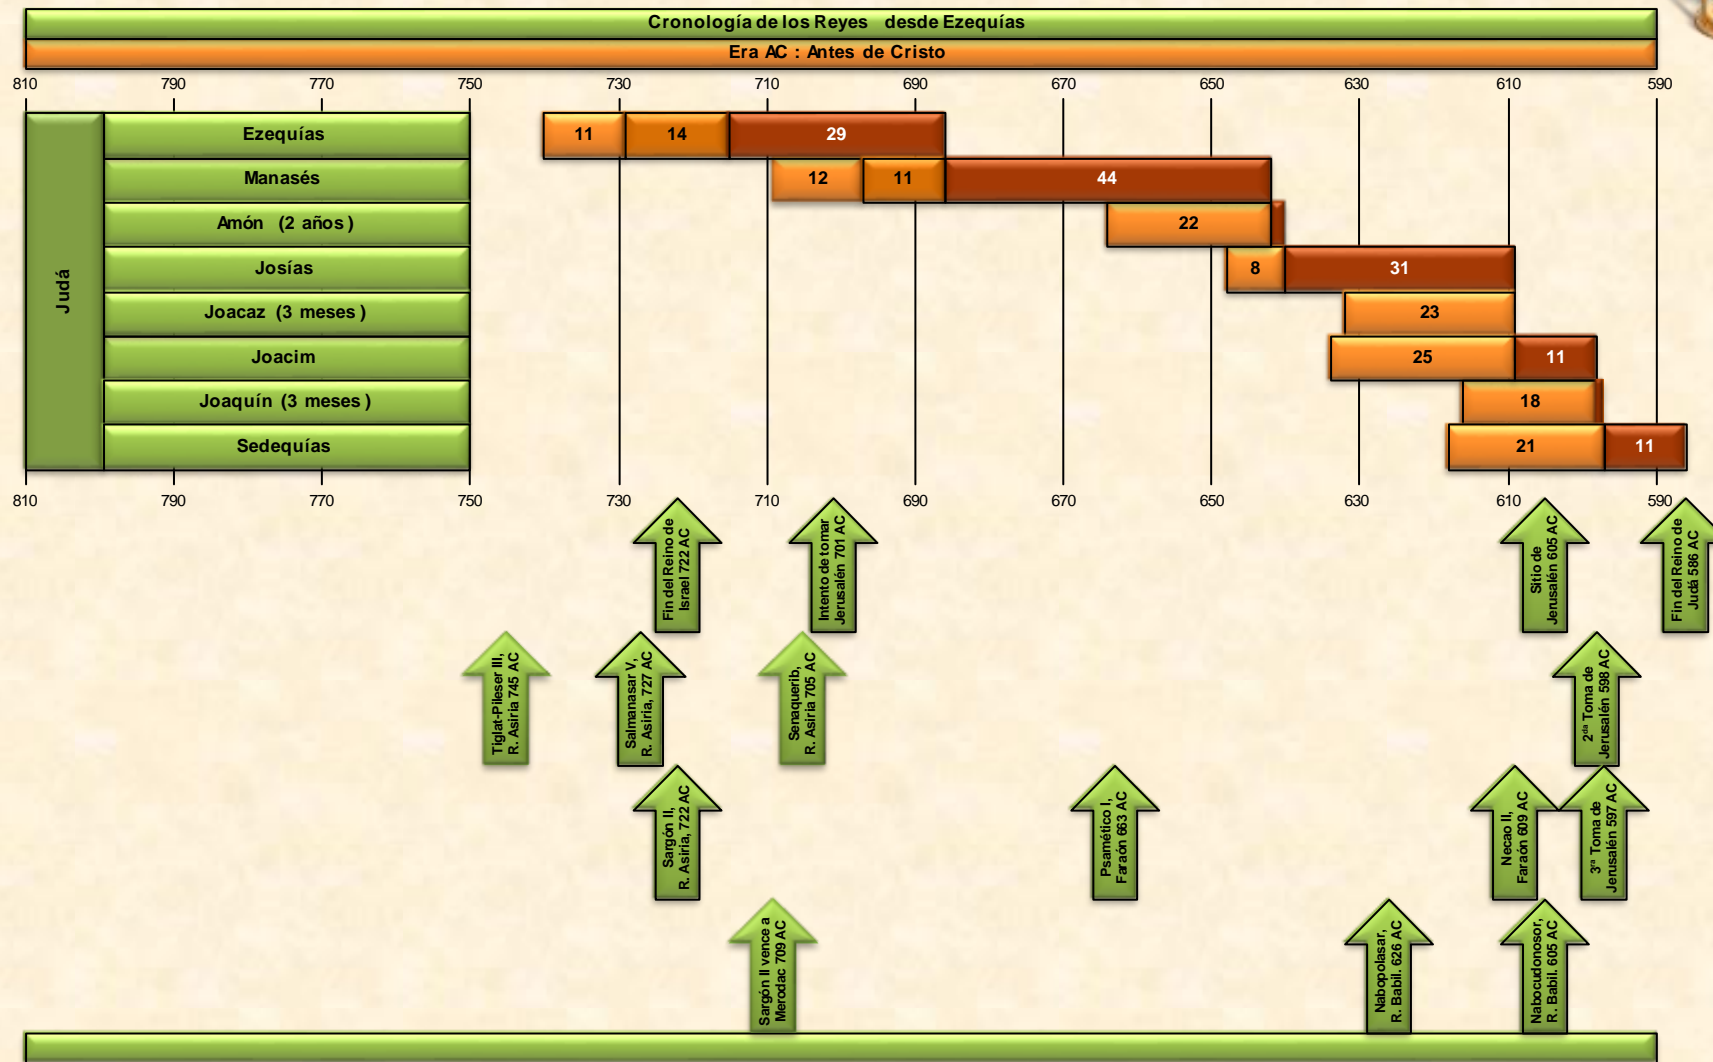 Cronología de los Reyes desde Ezequías
Era AC : Antes de Cristo
810 790 770 750 730 710 690 670 650 630 610 590
Judá
Ezequías 11 14 29
Manasés 12 11 44
Amón (2 años) 22
Josías 8 31
Joacaz (3 meses) 23
Joacim 25 11
Joaquín (3 meses) 18
Sedequías 21 11
810 790 770 750 730 710 690 670 650 630 610 590
Fin del Reino de
Israel 722 AC
Intento de tomar
Jerusalén 701 AC
Sitio de
Jerusalén 605 AC
Fin del Reino de
Judá 586 AC
Tiglat-Pileser III,
R. Asiria 745 AC
Salmanasar V,
R. Asiria, 727 AC
Senaquerib,
R. Asiria 705 AC
2da Toma de
Jerusalén 598 AC
Sargón II,
R. Asiria, 722 AC
Psamético I,
Faraón 663 AC
Necao II,
Faraón 609 AC
3ra Toma de
Jerusalén 597 AC
Sargón II vence a
Merodac 709 AC
Nabopolasar,
R. Babil. 626 AC
Nabocudonosor,
R. Babil. 605 AC